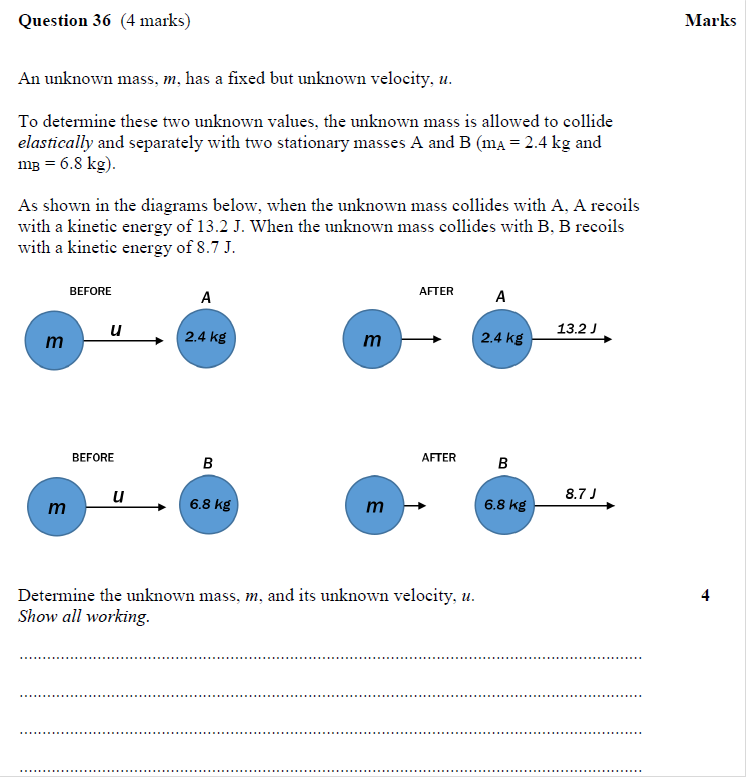 Question 36 (4 marks) Marks
An unknown mass, m, has a fixed but unknown velocity, u.
To determine these two unknown values, the unknown mass is allowed to collide
elastically and separately with two stationary masses A and B (mA = 2.4 kg and
mB = 6.8 kg).
As shown in the diagrams below, when the unknown mass collides with A, A recoils
with a kinetic energy of 13.2 J. When the unknown mass collides with B, B recoils
with a kinetic energy of 8.7 J.
BEFORE A AFTER A
m u 2.4 kg m 2.4 kg 13.2 J
BEFORE B AFTER B
m u 6.8 kg m 6.8 kg 8.7 J
Determine the unknown mass, m, and its unknown velocity, u. 4
Show all working.